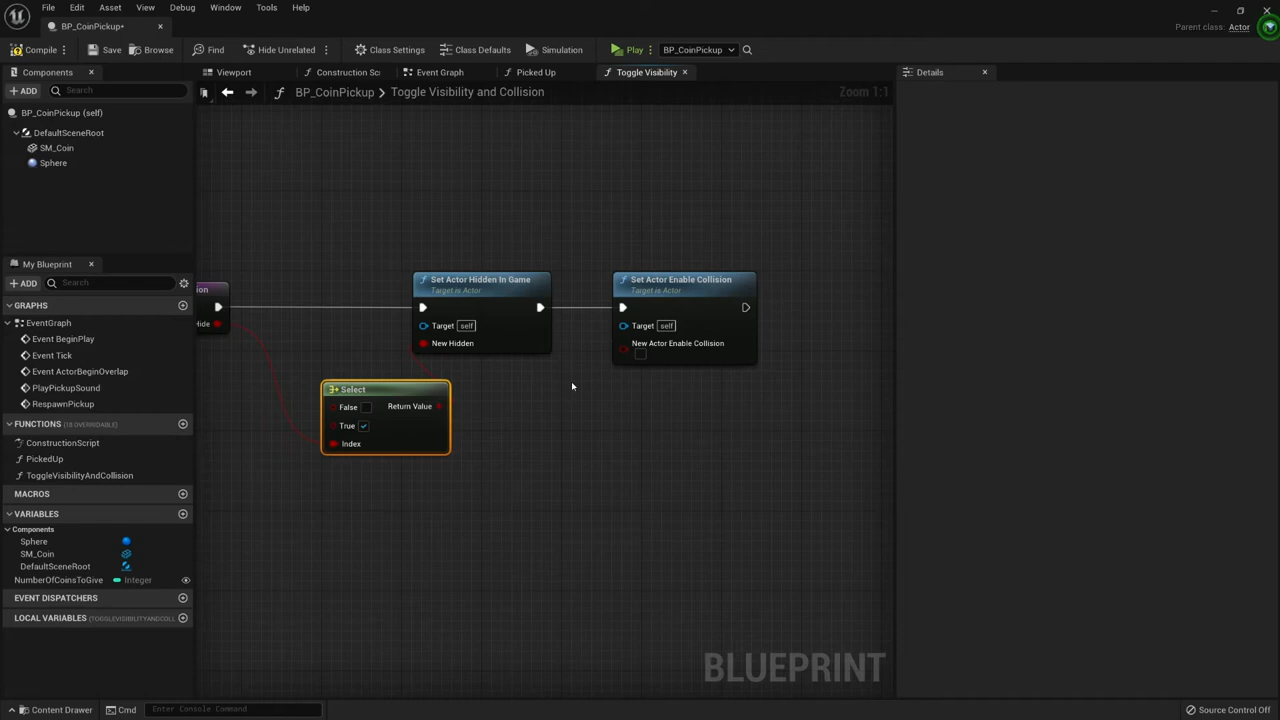 File Edit Asset View Debug Window Tools Help
BP_CoinPickup•
Parent class: Actor
Compile Save Browse Find Hide Unrelated Class Settings Class Defaults Simulation Play BP_CoinPickup
Components
Viewport Construction Sc Event Graph Picked Up Toggle Visibility
Details
ADD Search
BP_CoinPickup > Toggle Visibility and Collision
Zoom 1:1
BP_CoinPickup (self)
DefaultSceneRoot
SM_Coin
Sphere
My Blueprint
ADD Search
GRAPHS
EventGraph
Event BeginPlay
Event Tick
Event ActorBeginOverlap
PlayPickupSound
RespawnPickup
FUNCTIONS (18 OVERRIDABLE)
ConstructionScript
PickedUp
ToggleVisibilityAndCollision
MACROS
VARIABLES
Components
Sphere
SM_Coin
DefaultSceneRoot
NumberOfCoinsToGive Integer
EVENT DISPATCHERS
LOCAL VARIABLES (TOGGLEVISIBILITYANDCOLL
ion
Hide
Set Actor Hidden In Game
Target is Actor
Target self
New Hidden
Set Actor Enable Collision
Target is Actor
Target self
New Actor Enable Collision
Select
False Return Value
True
Index
BLUEPRINT
Content Drawer Cmd Enter Console Command
Source Control Off